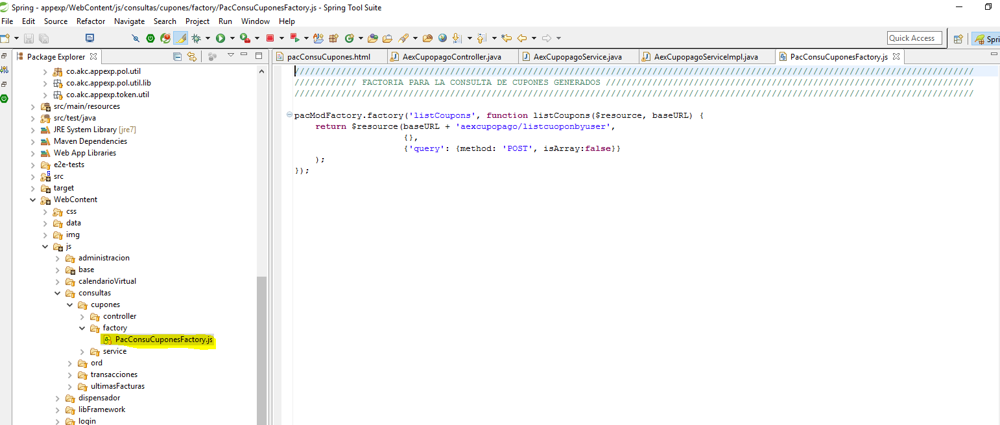 Spring - appexp/WebContent/js/consultas/cupones/factory/PacConsuCuponesFactory.js - Spring Tool Suite
File Edit Source Refactor Navigate Search Project Run Window Help
Quick Access
Spri
Package Explorer
co.akc.appexp.pol.util
co.akc.appexp.pol.util.lib
co.akc.appexp.token.util
src/main/resources
src/test/java
JRE System Library [jre7]
Maven Dependencies
Web App Libraries
e2e-tests
src
target
WebContent
css
data
img
js
administracion
base
calendarioVirtual
consultas
cupones
controller
factory
PacConsuCuponesFactory.js
service
ord
transacciones
ultimasFacturas
dispensador
libFramework
login
pacConsuCupones.html AexCupopagoController.java AexCupopagoService.java AexCupopagoServiceImpl.java PacConsuCuponesFactory.js
///////////////////////////////////////////////////////////////////////////////////////////////////////////////////////////////////
//////////// FACTORIA PARA LA CONSULTA DE CUPONES GENERADOS ///////////////////////////////////////////////////////////////////////
///////////////////////////////////////////////////////////////////////////////////////////////////////////////////////////////////
pacModFactory.factory('listCoupons', function listCoupons($resource, baseURL) {
return $resource(baseURL + 'aexcupopago/listcuoponbyuser',
{},
{'query': {method: 'POST', isArray:false}}
);
});